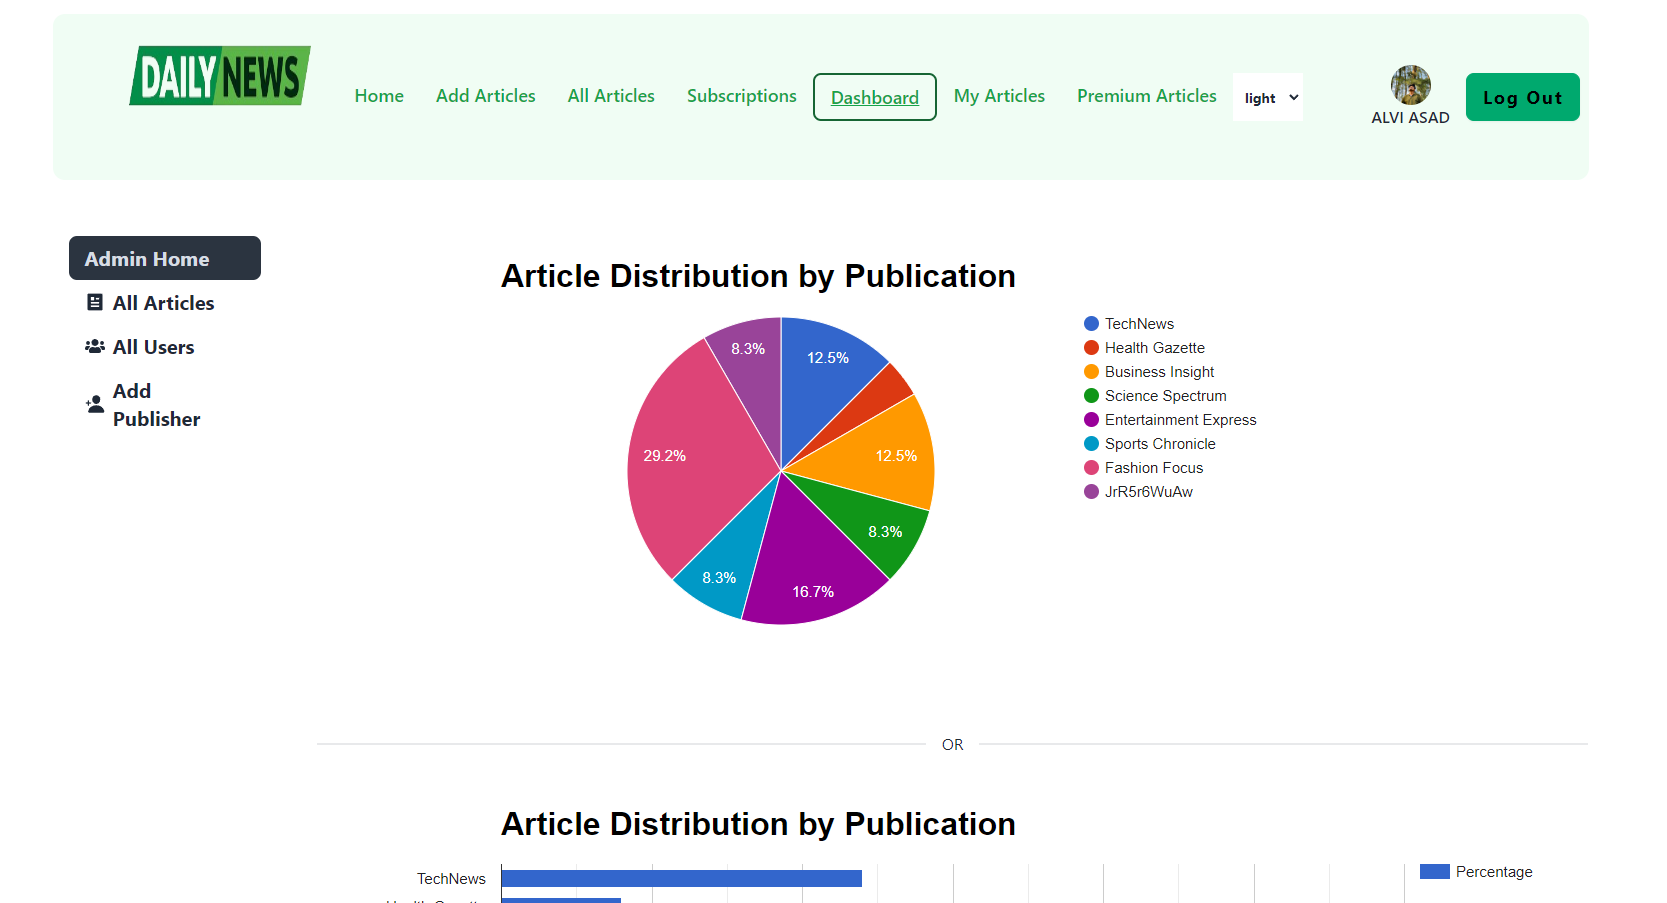 DAILY NEWS
Home Add Articles All Articles Subscriptions Dashboard My Articles Premium Articles light ALVI ASAD Log Out
Admin Home
All Articles
All Users
Add
Publisher
Article Distribution by Publication
12.5%
12.5%
8.3%
16.7%
8.3%
29.2%
8.3%
TechNews
Health Gazette
Business Insight
Science Spectrum
Entertainment Express
Sports Chronicle
Fashion Focus
JrR5r6WuAw
OR
Article Distribution by Publication
TechNews
Percentage